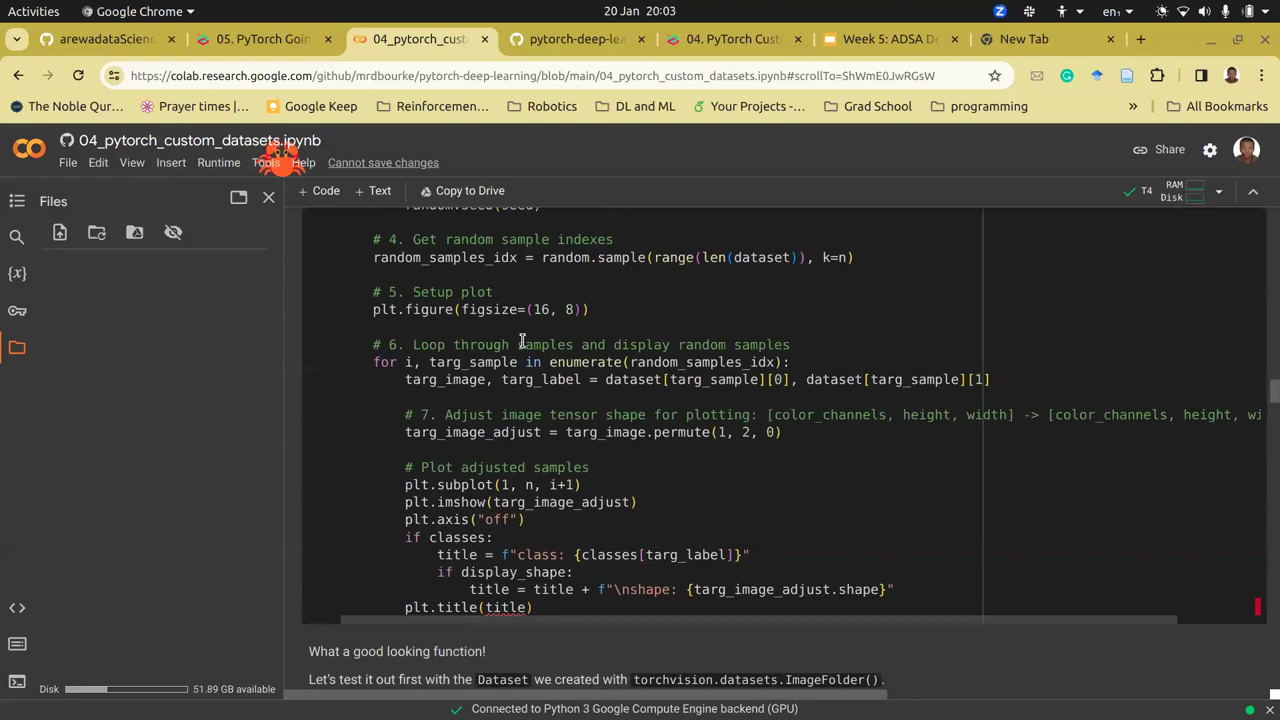 Activities
Google Chrome
20 Jan 20:03
en₁
arewadataScien
05. PyTorch Goin
04_pytorch_cust
pytorch-deep-lea
04. PyTorch Cust
Week 5: ADSA De
New Tab
https://colab.research.google.com/github/mrdbourke/pytorch-deep-learning/blob/main/04_pytorch_custom_datasets.ipynb#scrollTo=ShWmE0JwRGsW
The Noble Qur...
Prayer times |...
Google Keep
Reinforcement...
Robotics
DL and ML
Your Projects -...
Grad School
programming
»
All Bookmarks
04_pytorch_custom_datasets.ipynb
File Edit View Insert Runtime Tools Help Cannot save changes
Share
+ Code + Text Copy to Drive
T4 RAM
Disk
Files
{x}
random.seed(seed)
# 4. Get random sample indexes
random_samples_idx = random.sample(range(len(dataset)), k=n)
# 5. Setup plot
plt.figure(figsize=(16, 8))
# 6. Loop through samples and display random samples
for i, targ_sample in enumerate(random_samples_idx):
targ_image, targ_label = dataset[targ_sample][0], dataset[targ_sample][1]
# 7. Adjust image tensor shape for plotting: [color_channels, height, width] -> [color_channels, height, wi
targ_image_adjust = targ_image.permute(1, 2, 0)
# Plot adjusted samples
plt.subplot(1, n, i+1)
plt.imshow(targ_image_adjust)
plt.axis("off")
if classes:
title = f"class: {classes[targ_label]}"
if display_shape:
title = title + f"\nshape: {targ_image_adjust.shape}"
plt.title(title)
What a good looking function!
Let's test it out first with the Dataset we created with torchvision.datasets.ImageFolder().
Disk 51.89 GB available
Connected to Python 3 Google Compute Engine backend (GPU)